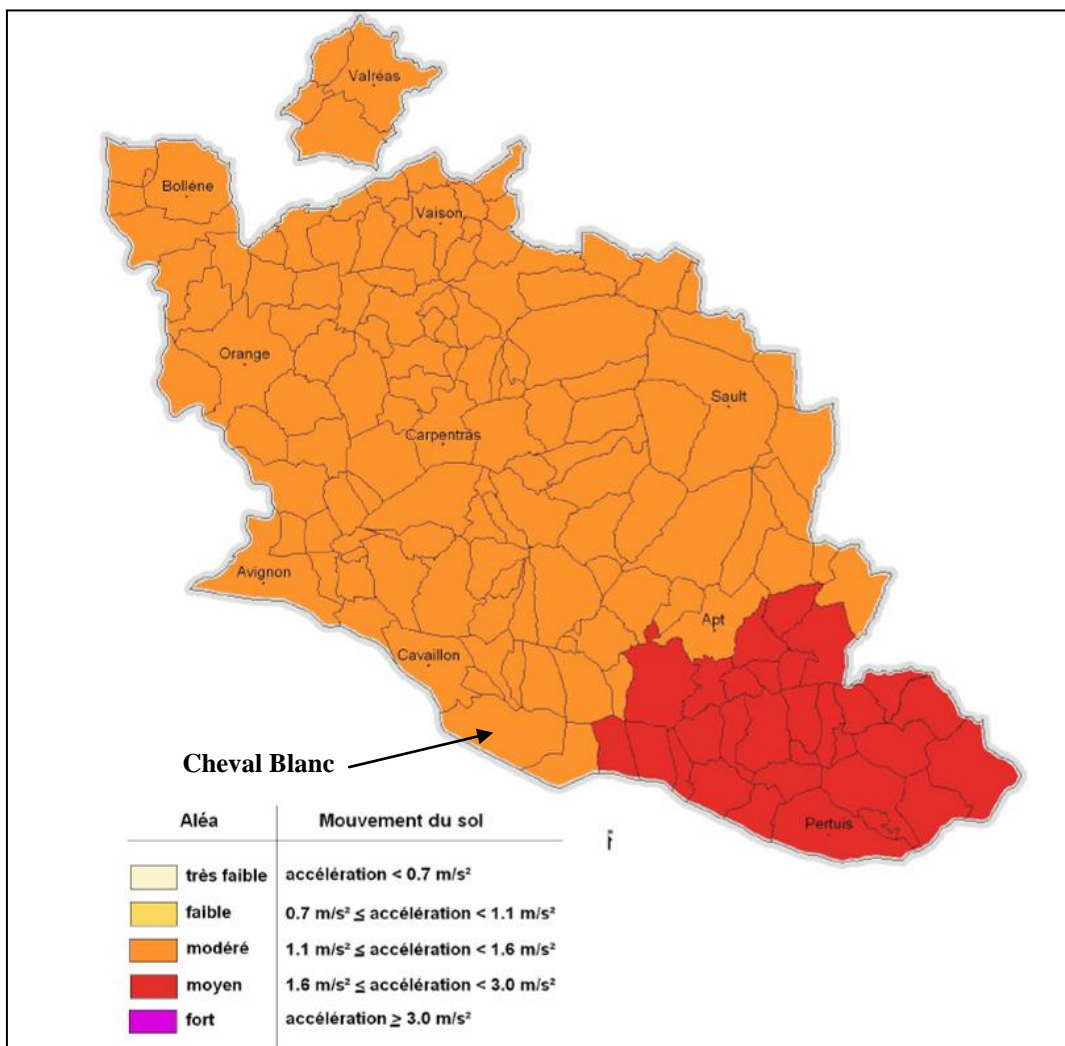 Valréas
Bollène
Vaison
Orange
Sault
Carpentras
Avignon
Apt
Cavaillon
Cheval Blanc
Pertuis
Aléa Mouvement du sol
très faible accélération < 0.7 m/s²
faible 0.7 m/s² ≤ accélération < 1.1 m/s²
modéré 1.1 m/s² ≤ accélération < 1.6 m/s²
moyen 1.6 m/s² ≤ accélération < 3.0 m/s²
fort accélération ≥ 3.0 m/s²